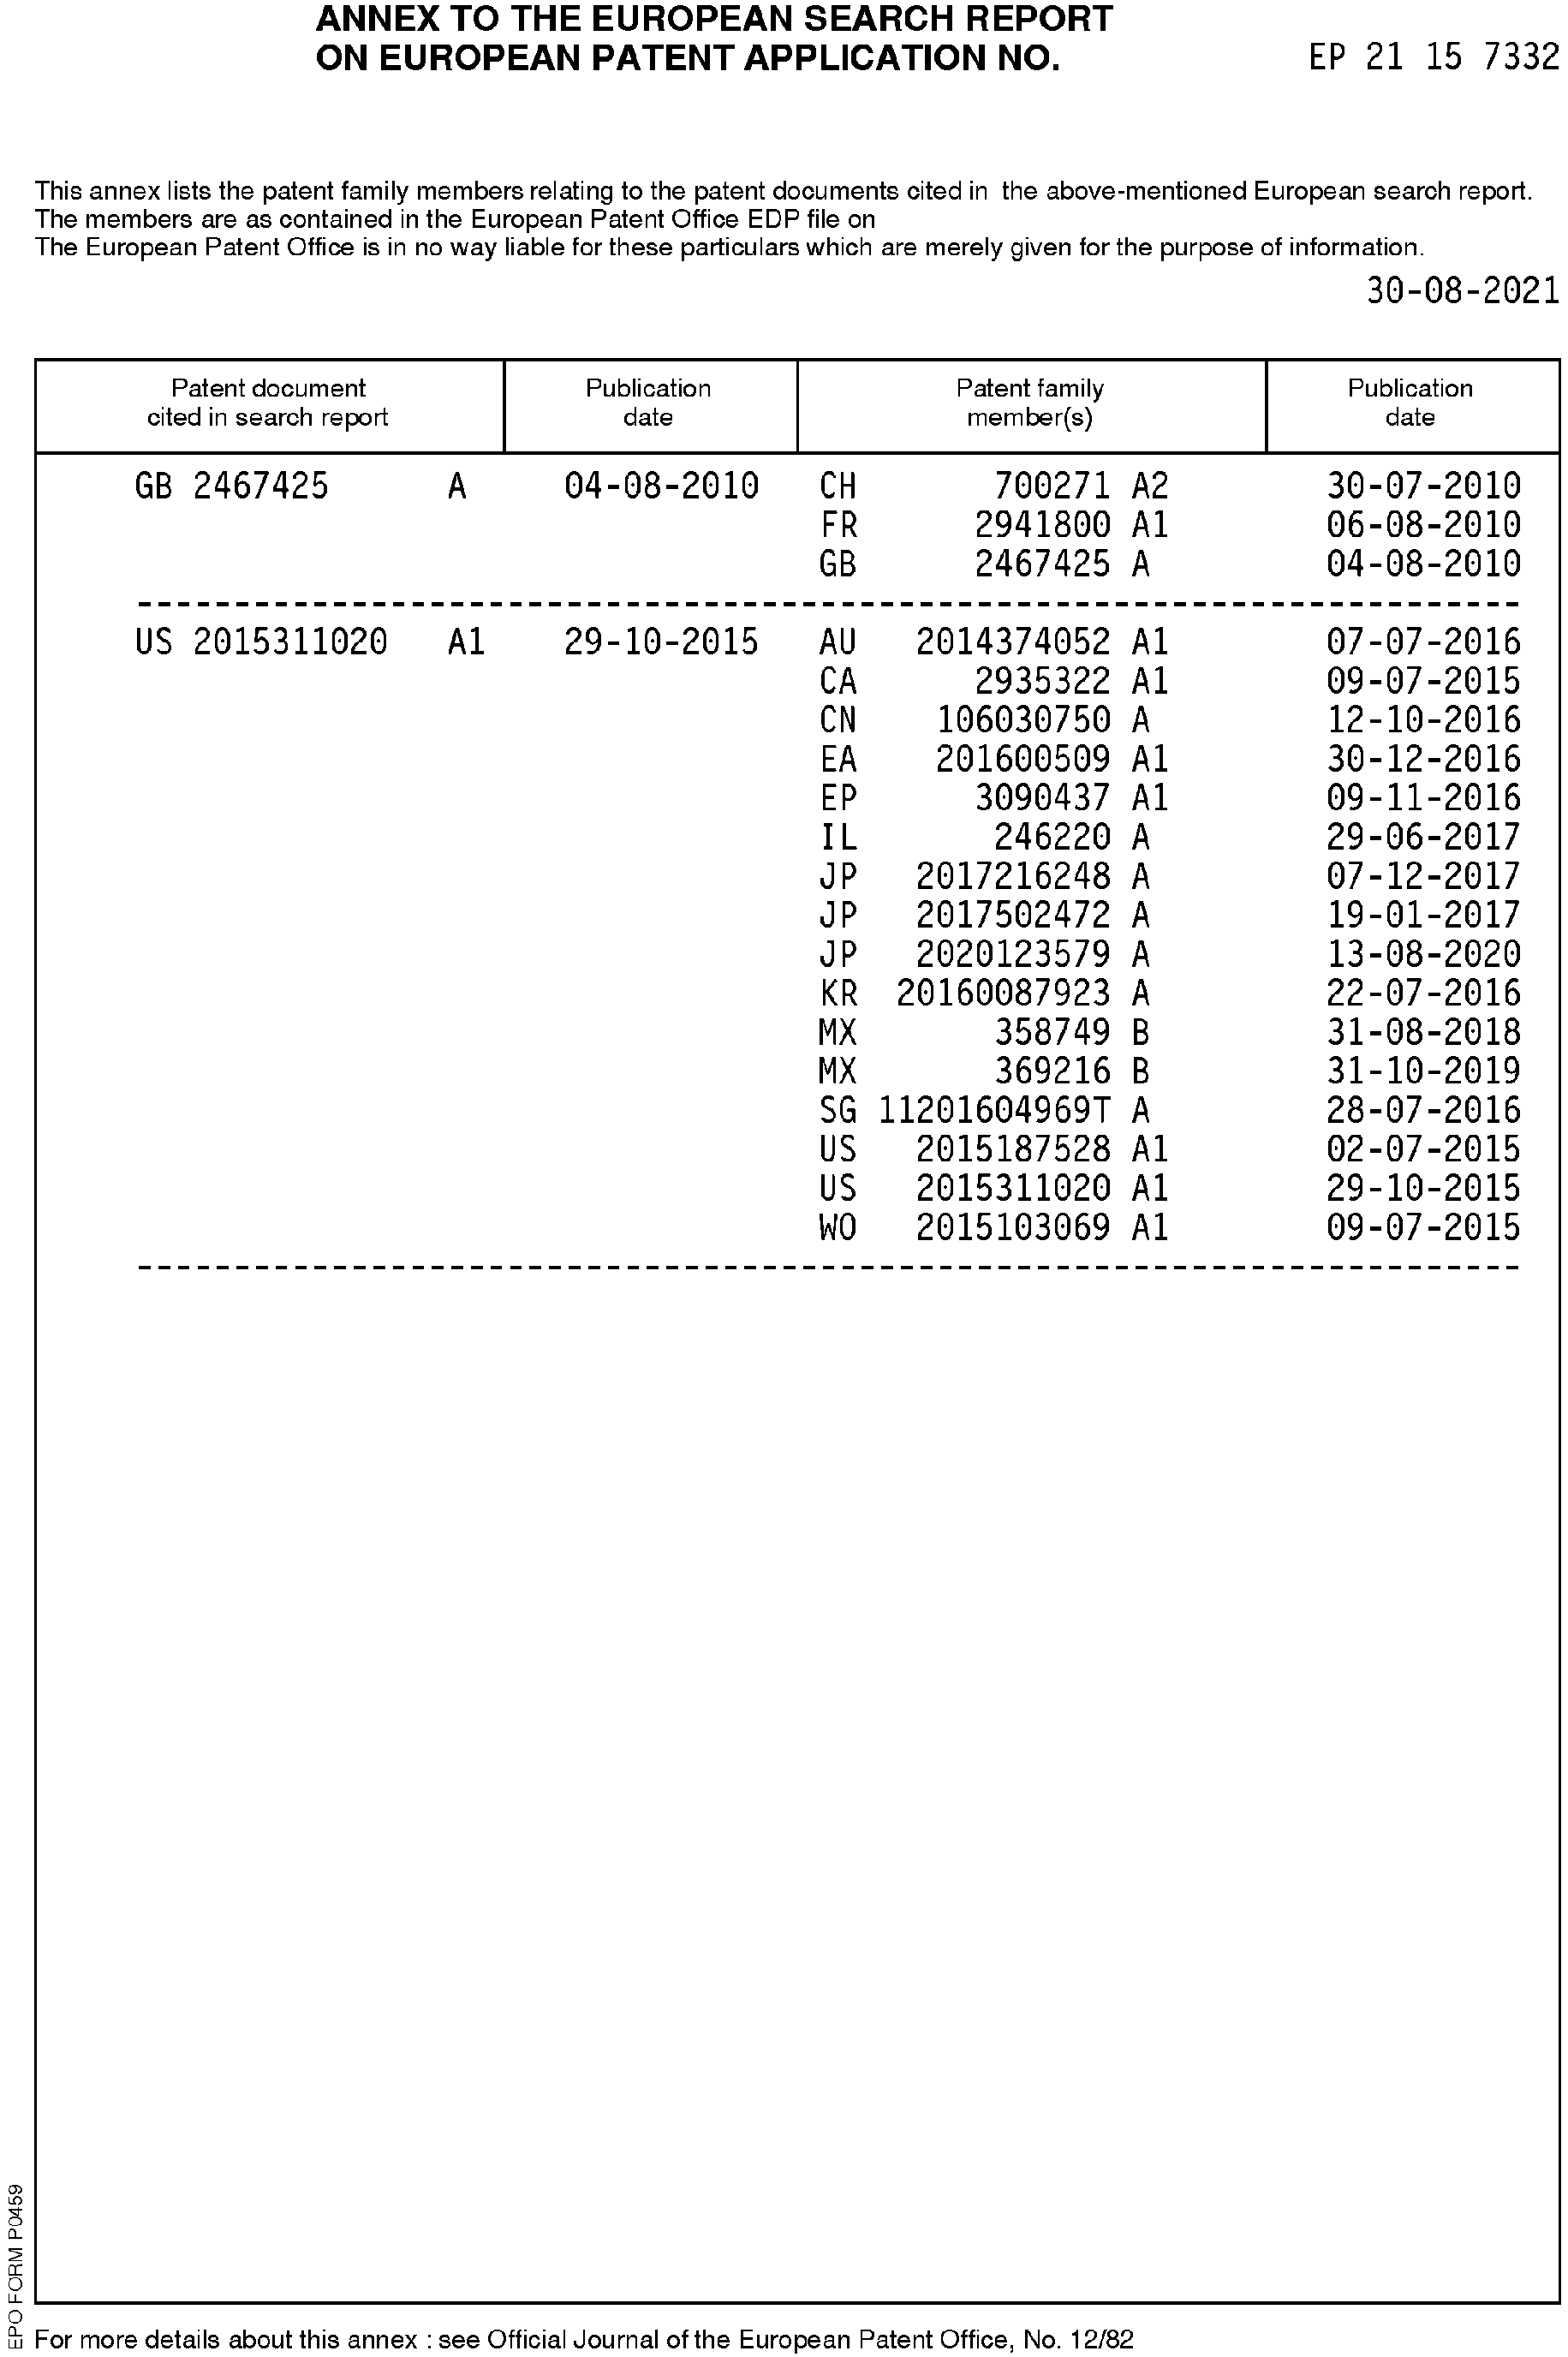 ANNEX TO THE EUROPEAN SEARCH REPORT
ON EUROPEAN PATENT APPLICATION NO. EP 21 15 7332
This annex lists the patent family members relating to the patent documents cited in the above-mentioned European search report.
The members are as contained in the European Patent Office EDP file on
The European Patent Office is in no way liable for these particulars which are merely given for the purpose of information.
30-08-2021
Patent document Publication Patent family Publication
cited in search report date member(s) date
GB 2467425 A 04-08-2010 CH 700271 A2 30-07-2010
FR 2941800 A1 06-08-2010
GB 2467425 A 04-08-2010
US 2015311020 A1 29-10-2015 AU 2014374052 A1 07-07-2016
CA 2935322 A1 09-07-2015
CN 106030750 A 12-10-2016
EA 201600509 A1 30-12-2016
EP 3090437 A1 09-11-2016
IL 246220 A 29-06-2017
JP 2017216248 A 07-12-2017
JP 2017502472 A 19-01-2017
JP 2020123579 A 13-08-2020
KR 20160087923 A 22-07-2016
MX 358749 B 31-08-2018
MX 369216 B 31-10-2019
SG 11201604969T A 28-07-2016
US 2015187528 A1 02-07-2015
US 2015311020 A1 29-10-2015
WO 2015103069 A1 09-07-2015
EPO FORM P0459
For more details about this annex : see Official Journal of the European Patent Office, No. 12/82